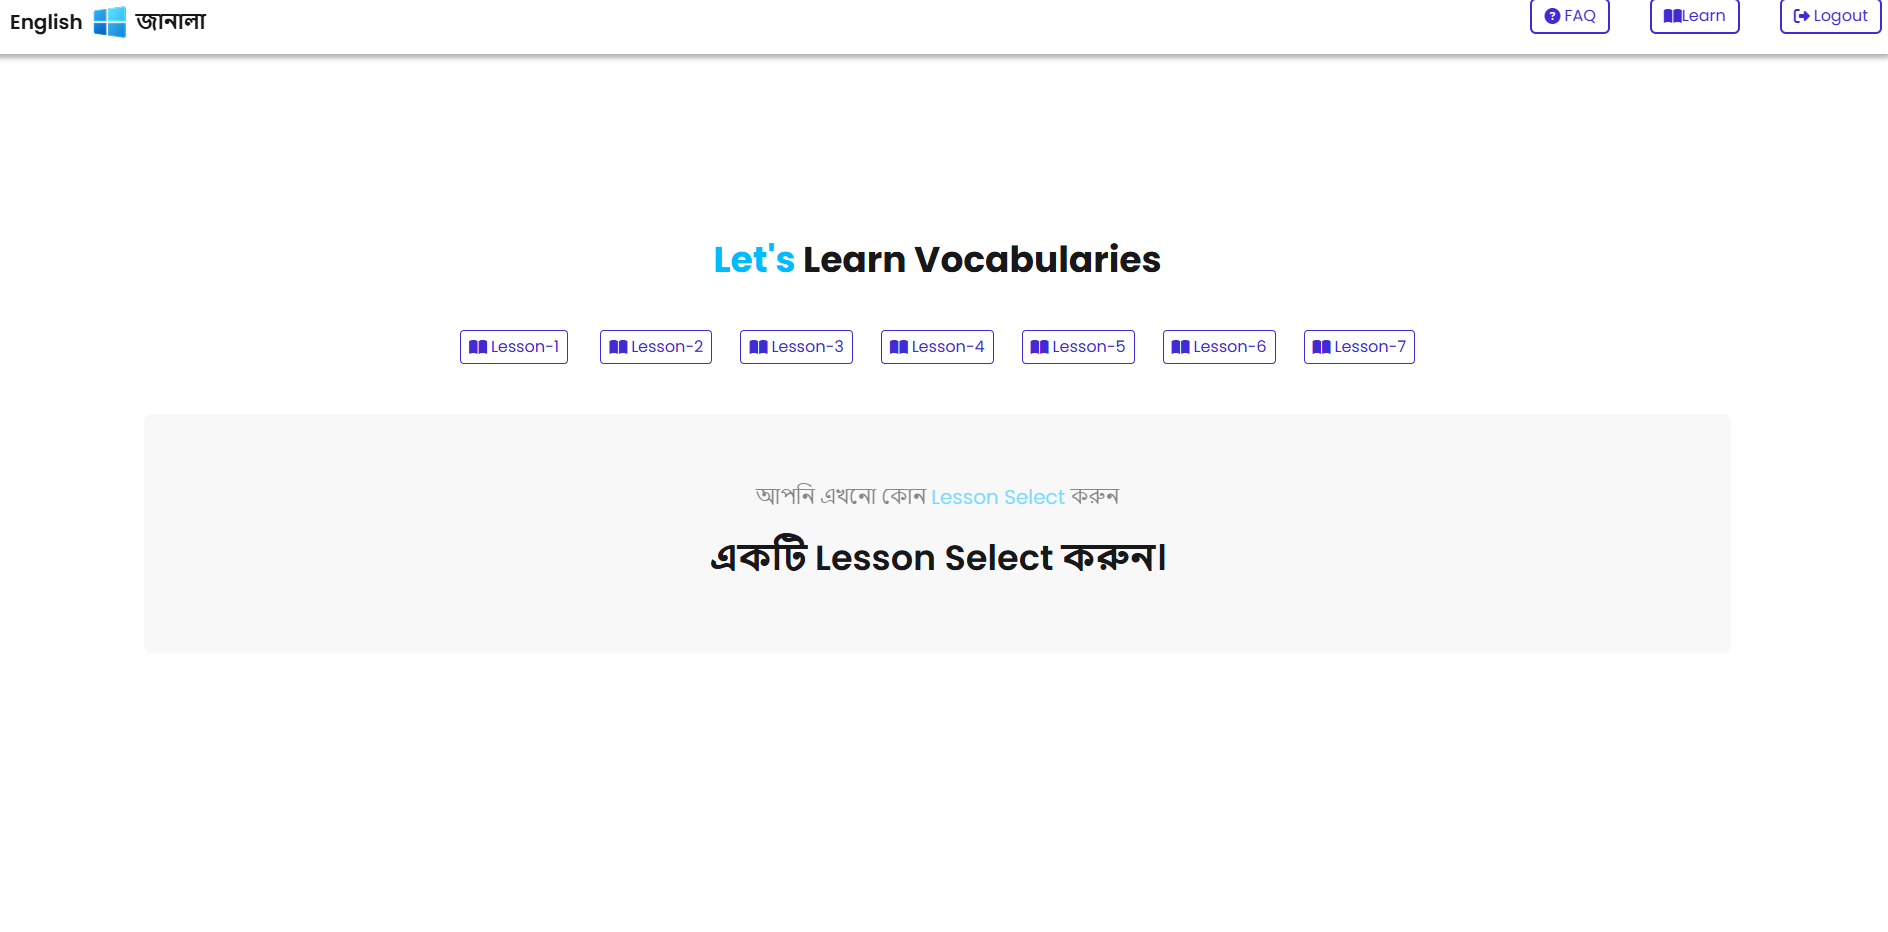 English জানালা
FAQ
Learn
Logout
Let's Learn Vocabularies
Lesson-1
Lesson-2
Lesson-3
Lesson-4
Lesson-5
Lesson-6
Lesson-7
আপনি এখনো কোন Lesson Select করুন
একটি Lesson Select করুন।